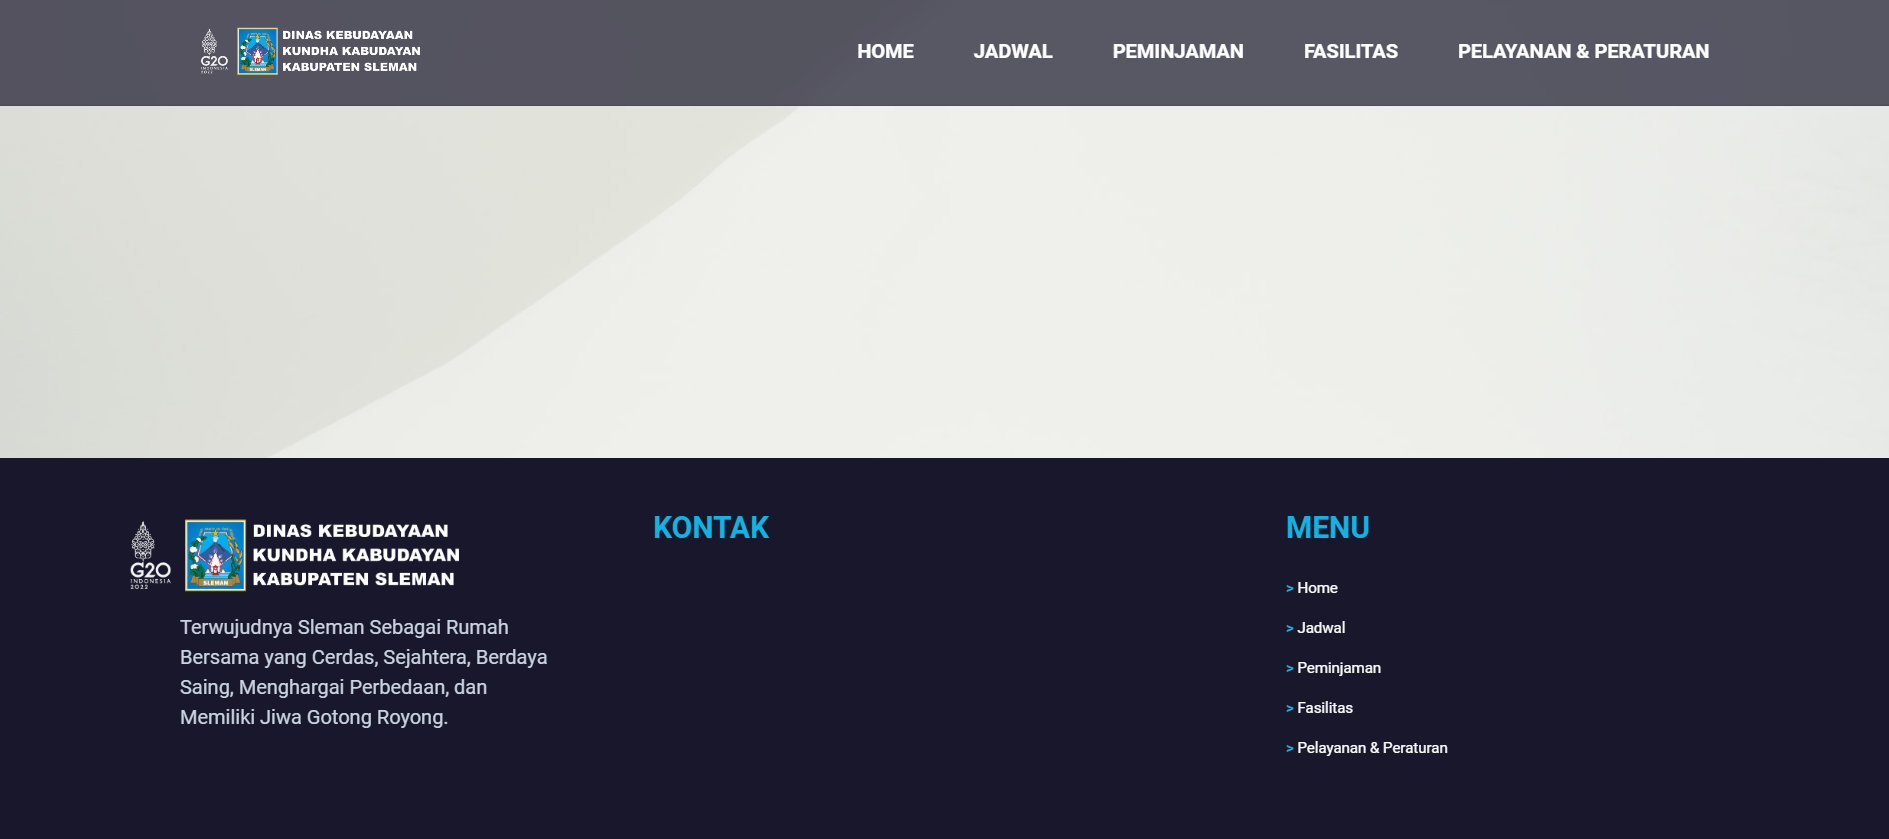 G20
INDONESIA
2022
SLEMAN
DINAS KEBUDAYAAN
KUNDHA KABUDAYAN
KABUPATEN SLEMAN
HOME
JADWAL
PEMINJAMAN
FASILITAS
PELAYANAN & PERATURAN
G20
INDONESIA
2022
SLEMAN
DINAS KEBUDAYAAN
KUNDHA KABUDAYAN
KABUPATEN SLEMAN
Terwujudnya Sleman Sebagai Rumah
Bersama yang Cerdas, Sejahtera, Berdaya
Saing, Menghargai Perbedaan, dan
Memiliki Jiwa Gotong Royong.
KONTAK
MENU
> Home
> Jadwal
> Peminjaman
> Fasilitas
> Pelayanan & Peraturan